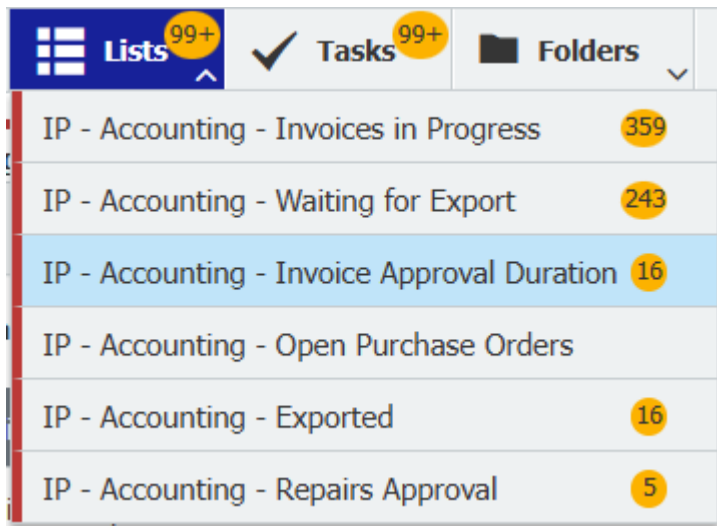 Lists 99+ Tasks 99+ Folders
IP - Accounting - Invoices in Progress 359
IP - Accounting - Waiting for Export 243
IP - Accounting - Invoice Approval Duration 16
IP - Accounting - Open Purchase Orders
IP - Accounting - Exported 16
IP - Accounting - Repairs Approval 5